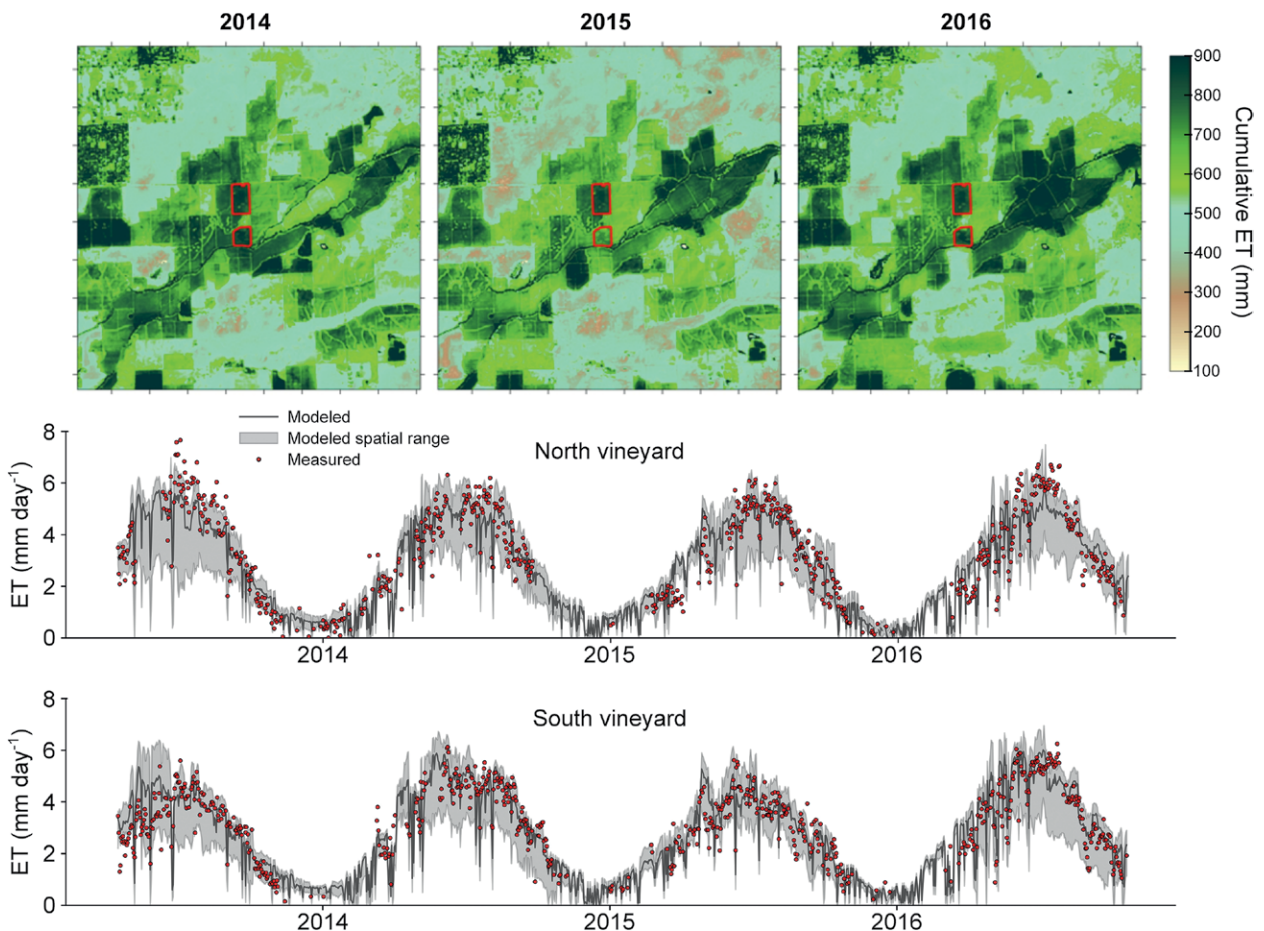 2014 2015 2016
900
800
700
600
500
400
300
200
100
Cumulative ET (mm)
Modeled
Modeled spatial range
Measured
North vineyard
8
6
4
2
0
ET (mm day-1)
2014 2015 2016
South vineyard
8
6
4
2
0
ET (mm day-1)
2014 2015 2016